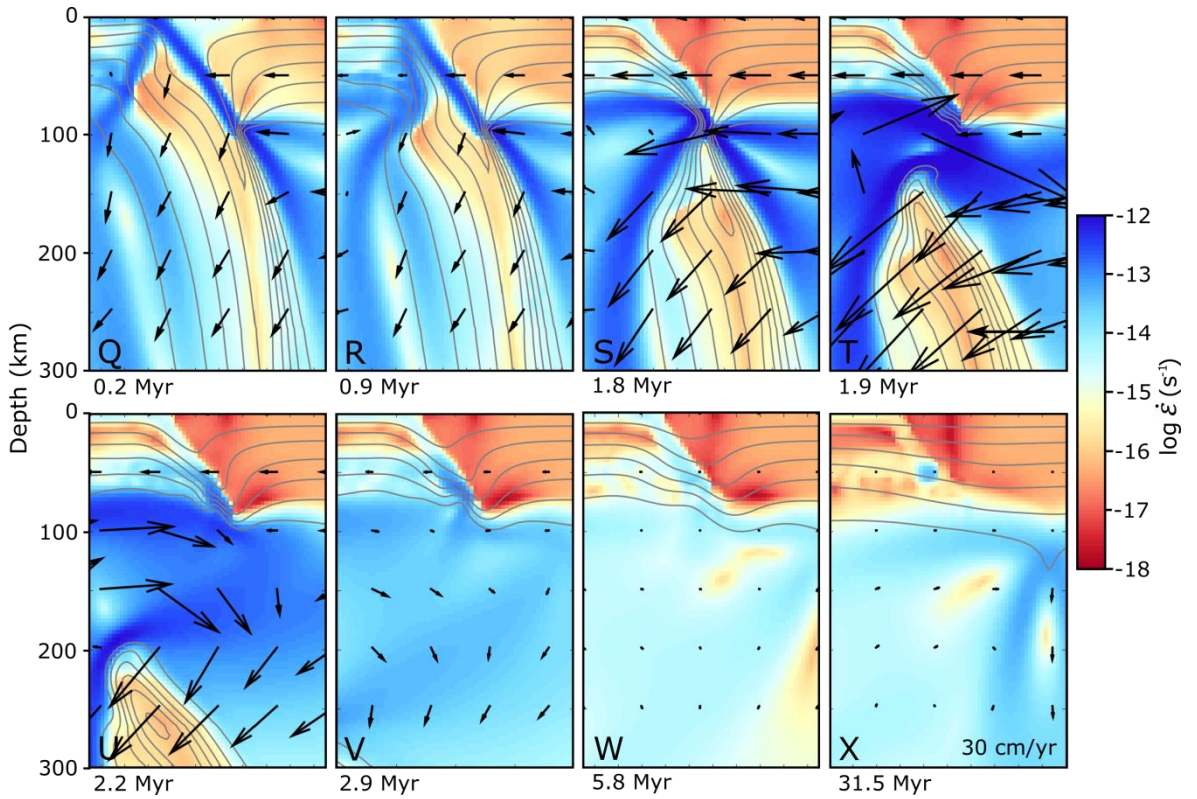 0
100
200
300
Depth (km)
Q
R
S
T
0.2 Myr
0.9 Myr
1.8 Myr
1.9 Myr
-12
-13
-14
-15
-16
-17
-18
log ε̇ (s⁻¹)
0
100
200
300
U
V
W
X
30 cm/yr
2.2 Myr
2.9 Myr
5.8 Myr
31.5 Myr